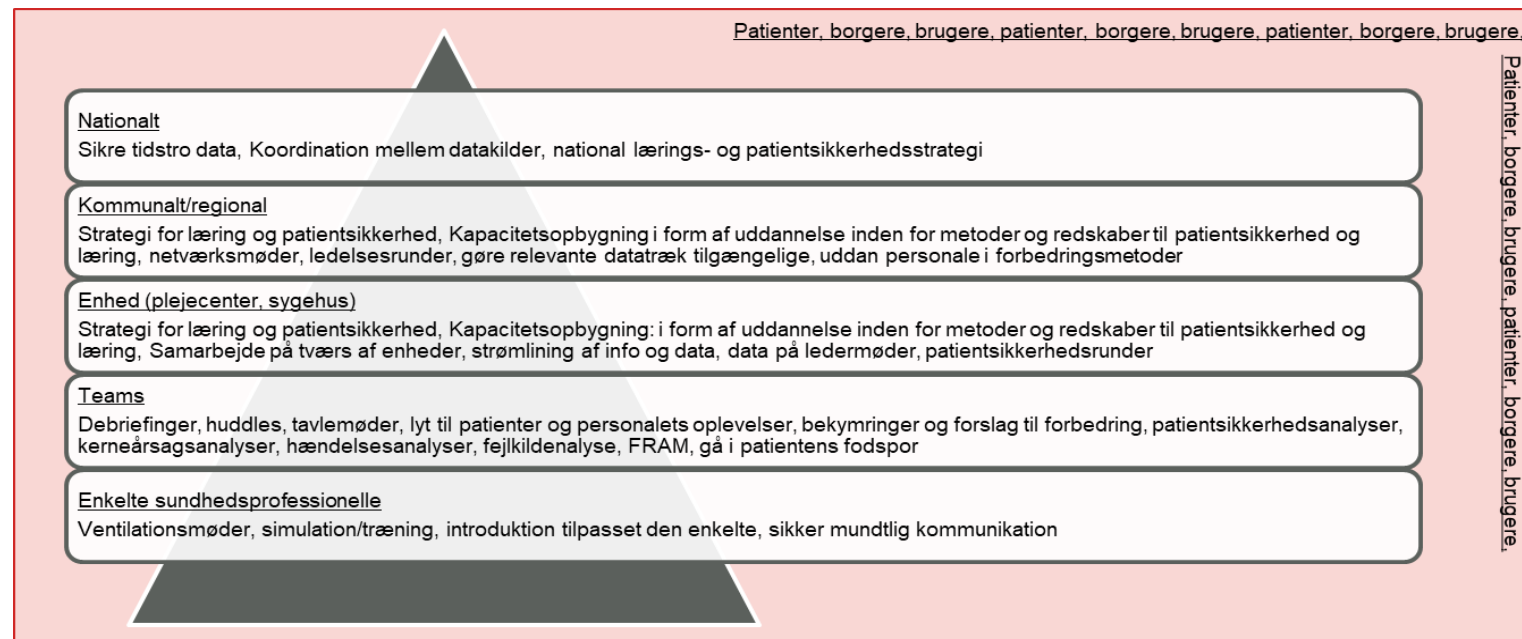 Patienter, borgere, brugere, patienter, borgere, brugere, patienter, borgere, brugere,
Nationalt
Sikre tidstro data, Koordination mellem datakilder, national lærings- og patientsikkerhedsstrategi
Kommunalt/regional
Strategi for læring og patientsikkerhed, Kapacitetsopbygning i form af uddannelse inden for metoder og redskaber til patientsikkerhed og
læring, netværksmøder, ledelsesrunder, gøre relevante datatræk tilgængelige, uddan personale i forbedringsmetoder
Enhed (plejecenter, sygehus)
Strategi for læring og patientsikkerhed, Kapacitetsopbygning: i form af uddannelse inden for metoder og redskaber til patientsikkerhed og
læring, Samarbejde på tværs af enheder, strømlining af info og data, data på ledermøder, patientsikkerhedsrunder
Teams
Debriefinger, huddles, tavlemøder, lyt til patienter og personalets oplevelser, bekymringer og forslag til forbedring, patientsikkerhedsanalyser,
kerneårsagsanalyser, hændelsesanalyser, fejlkildenalyse, FRAM, gå i patientens fodspor
Enkelte sundhedsprofessionelle
Ventilationsmøder, simulation/træning, introduktion tilpasset den enkelte, sikker mundtlig kommunikation
Patienter, borgere, brugere, patienter, borgere, brugere,